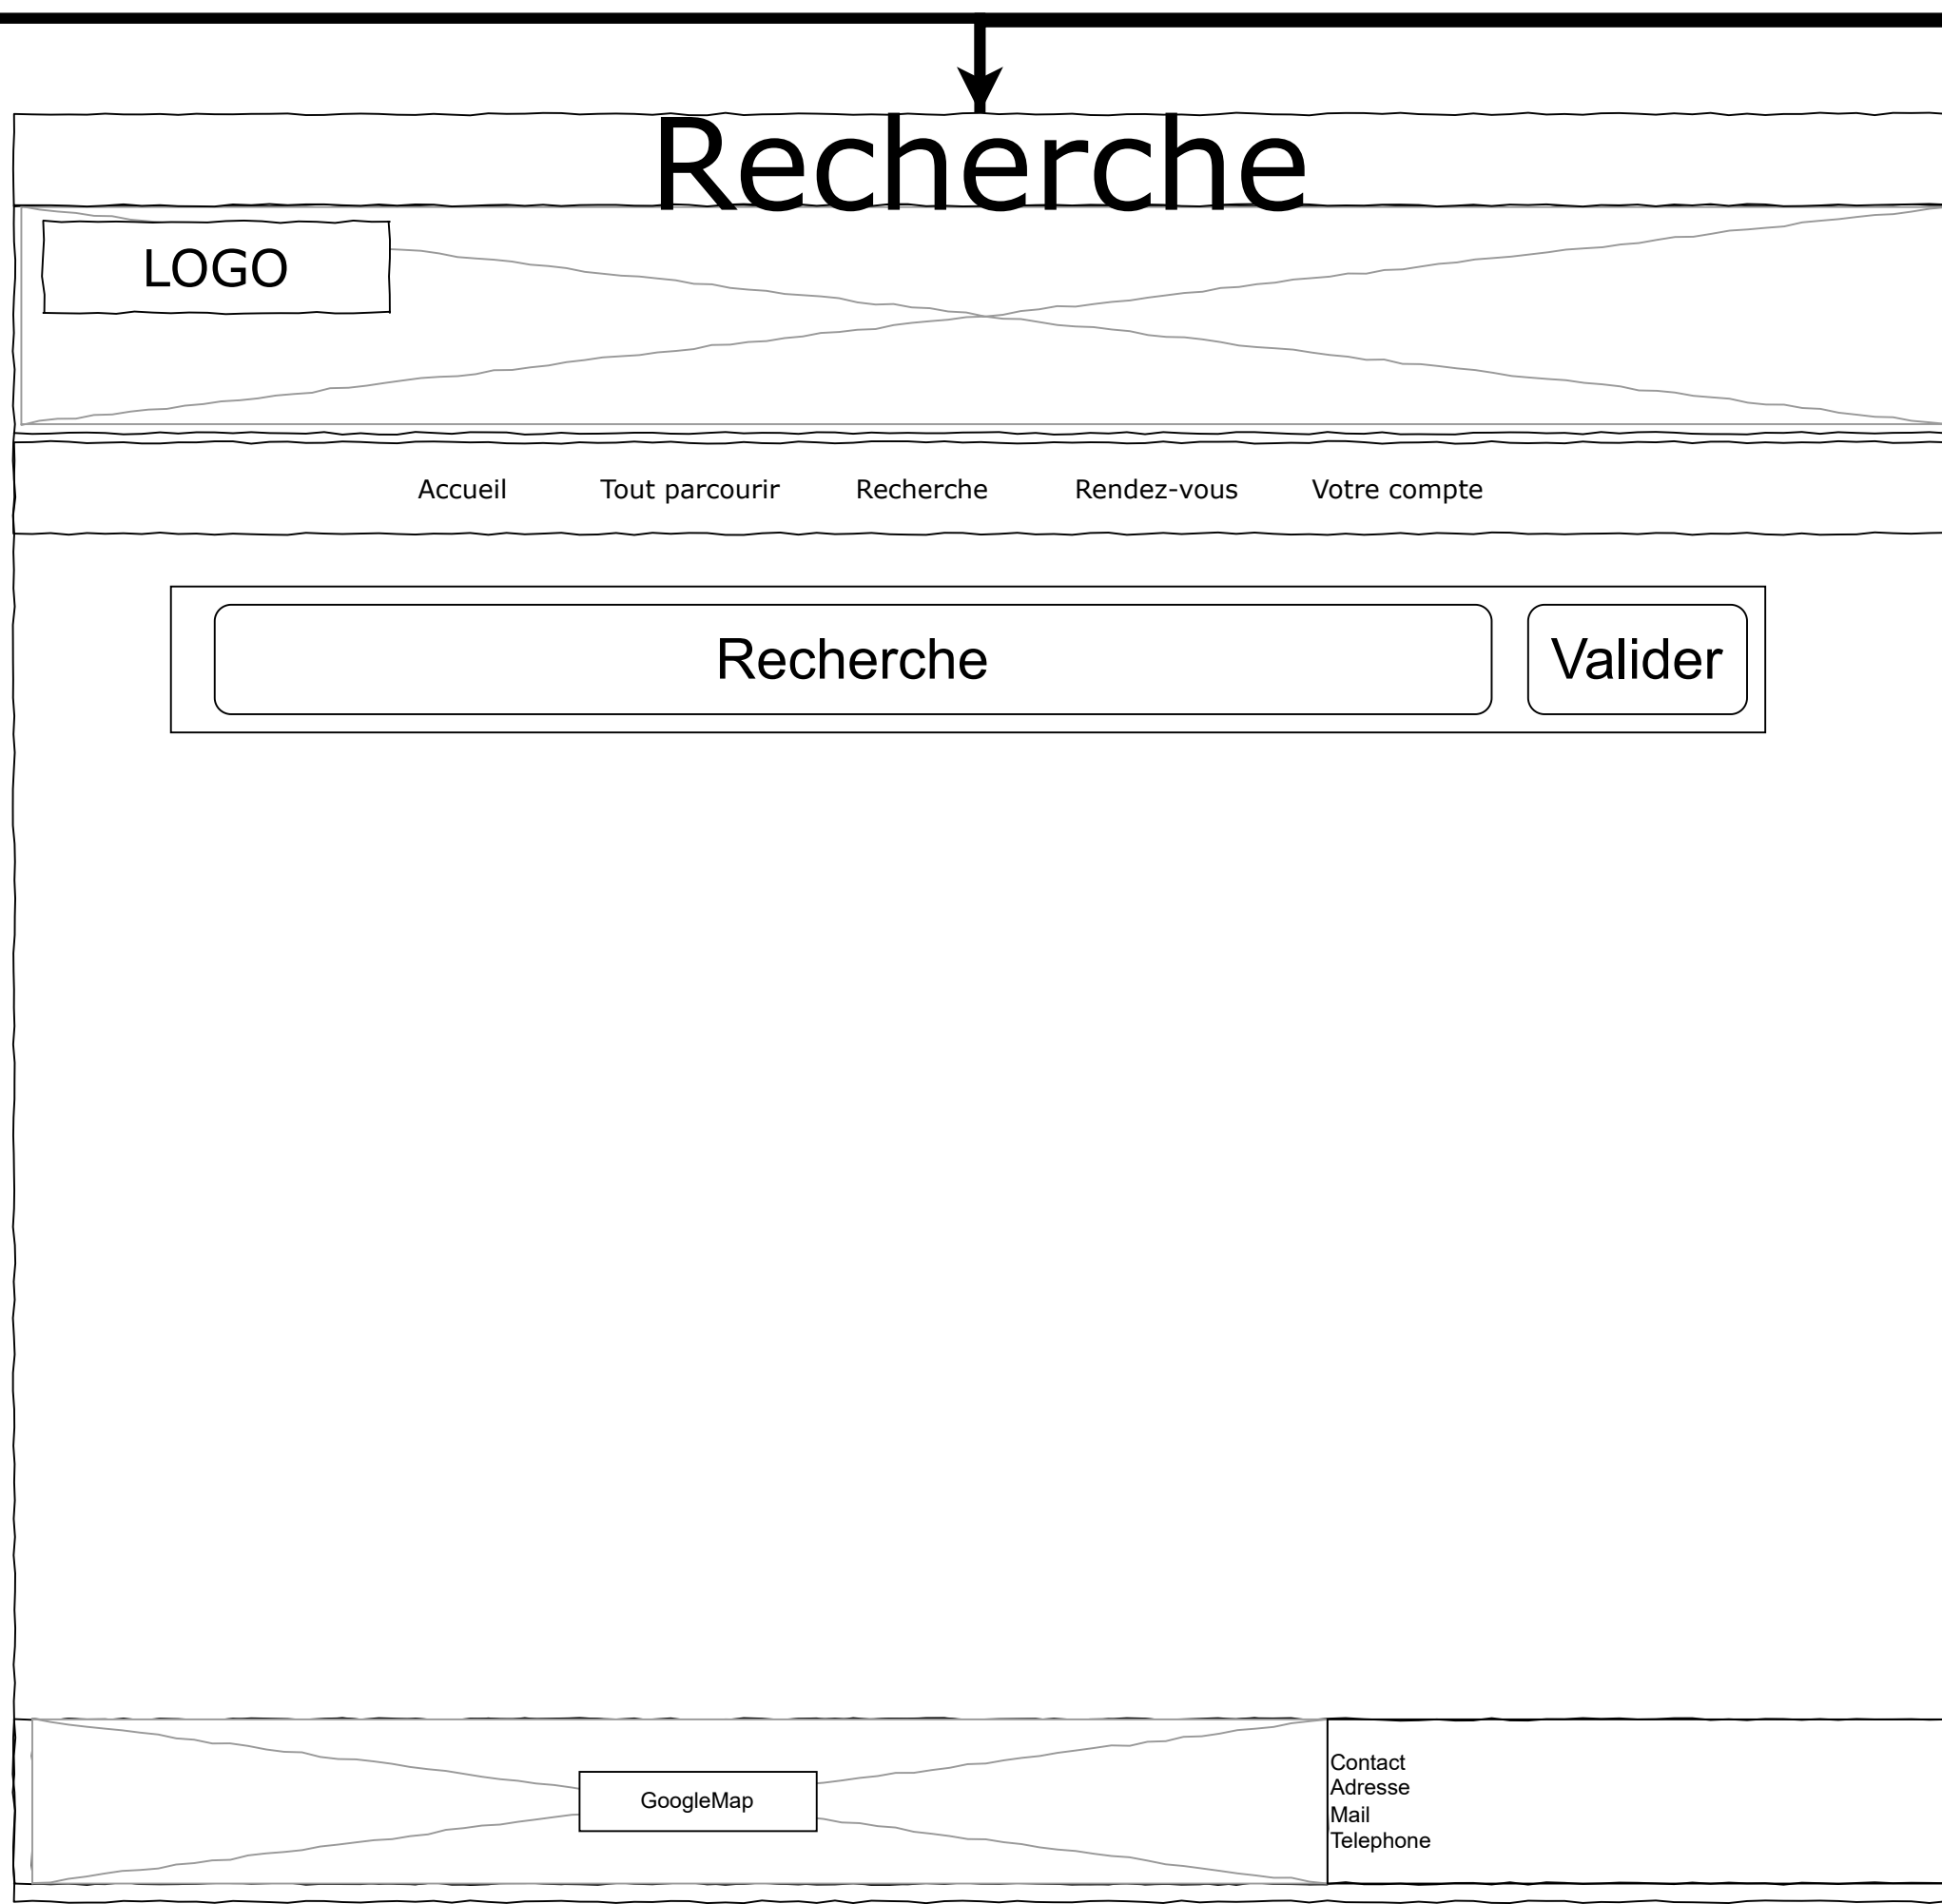 Recherche
LOGO
Accueil Tout parcourir Recherche Rendez-vous Votre compte
Recherche Valider
GoogleMap
Contact
Adresse
Mail
Telephone